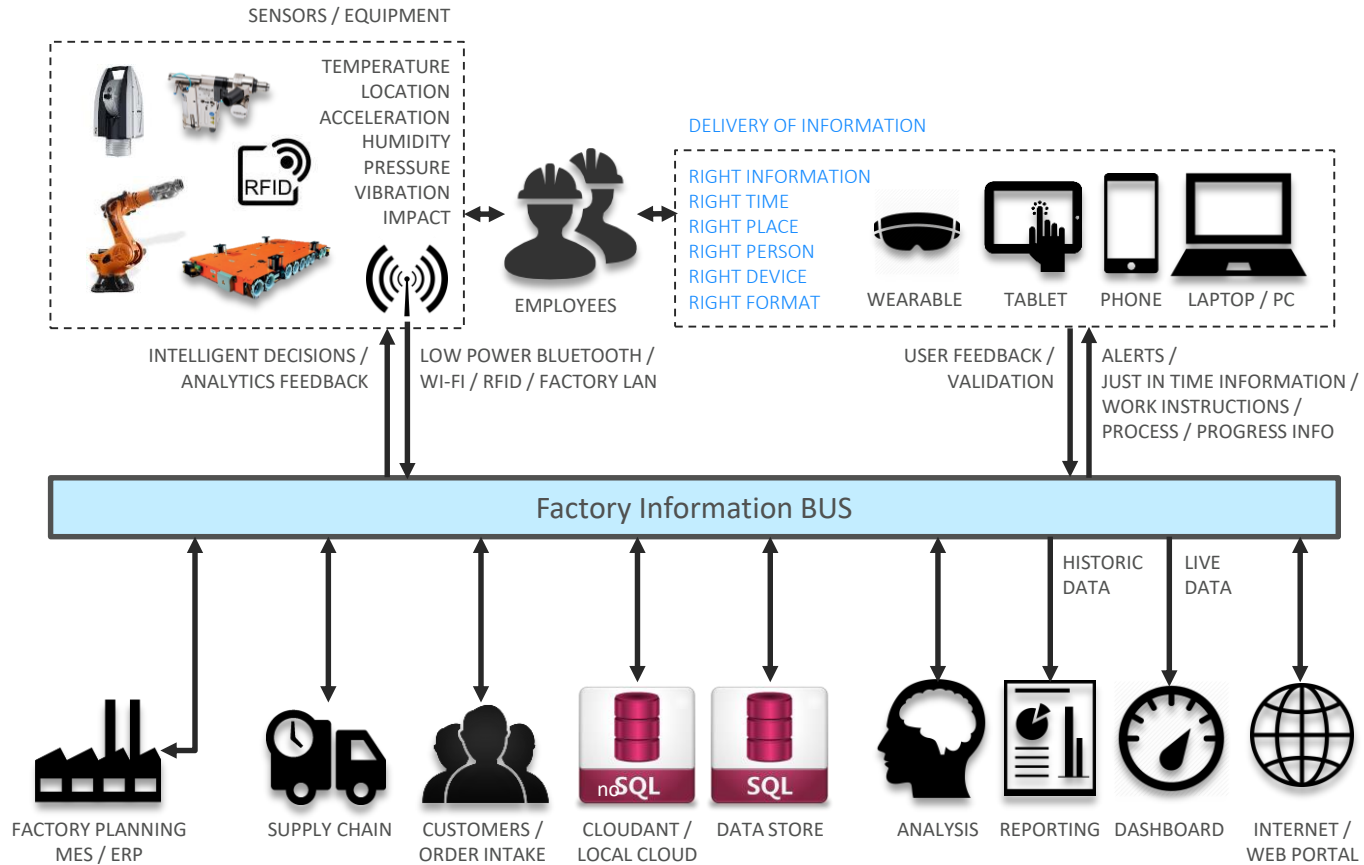 SENSORS / EQUIPMENT
TEMPERATURE
LOCATION
ACCELERATION
HUMIDITY
PRESSURE
VIBRATION
IMPACT
RFID
EMPLOYEES
DELIVERY OF INFORMATION
RIGHT INFORMATION
RIGHT TIME
RIGHT PLACE
RIGHT PERSON
RIGHT DEVICE
RIGHT FORMAT
WEARABLE
TABLET
PHONE
LAPTOP / PC
INTELLIGENT DECISIONS /
ANALYTICS FEEDBACK
LOW POWER BLUETOOTH /
WI-FI / RFID / FACTORY LAN
USER FEEDBACK /
VALIDATION
ALERTS /
JUST IN TIME INFORMATION /
WORK INSTRUCTIONS /
PROCESS / PROGRESS INFO
Factory Information BUS
HISTORIC
DATA
LIVE
DATA
noSQL
SQL
FACTORY PLANNING
MES / ERP
SUPPLY CHAIN
CUSTOMERS /
ORDER INTAKE
CLOUDANT /
LOCAL CLOUD
DATA STORE
ANALYSIS
REPORTING
DASHBOARD
INTERNET /
WEB PORTAL